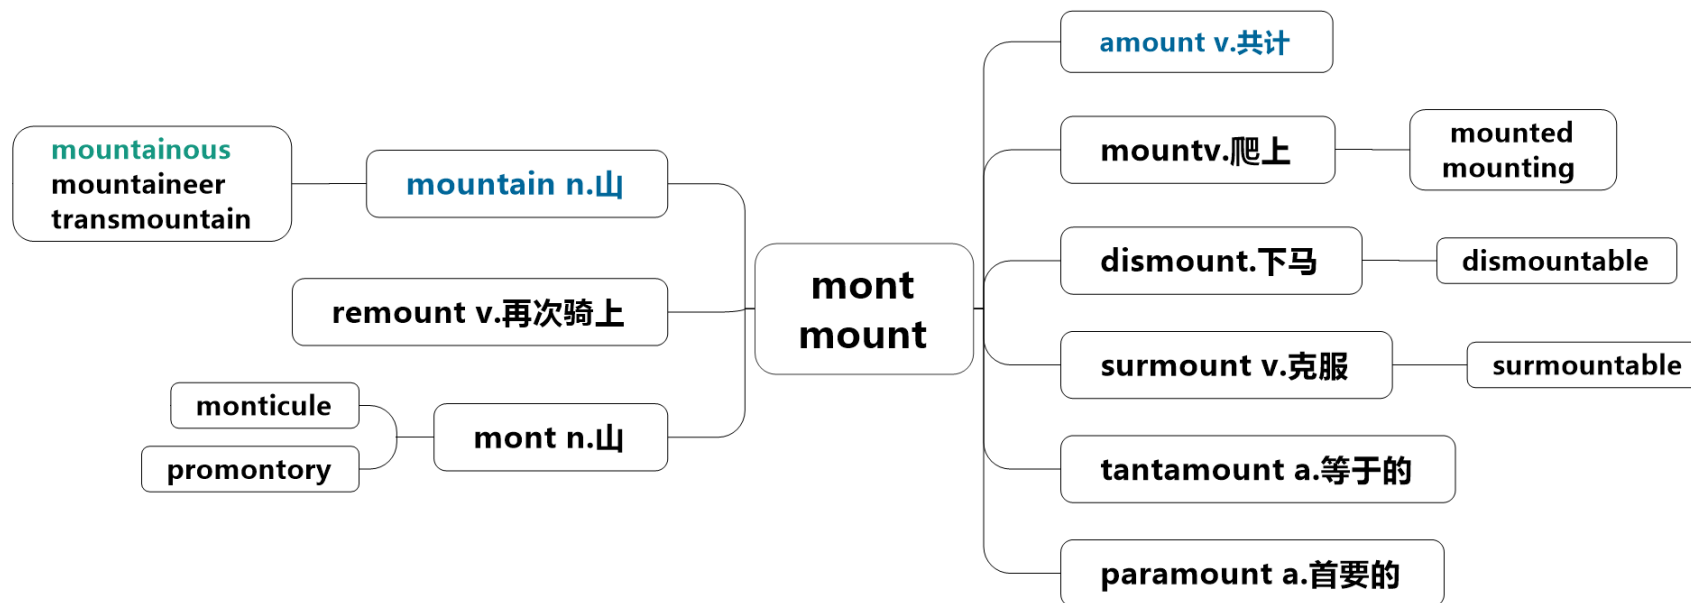 mont
mount
mountain n.山
mountainous
mountaineer
transmountain
remount v.再次骑上
mont n.山
monticule
promontory
amount v.共计
mountv.爬上
mounted
mounting
dismount.下马
dismountable
surmount v.克服
surmountable
tantamount a.等于的
paramount a.首要的